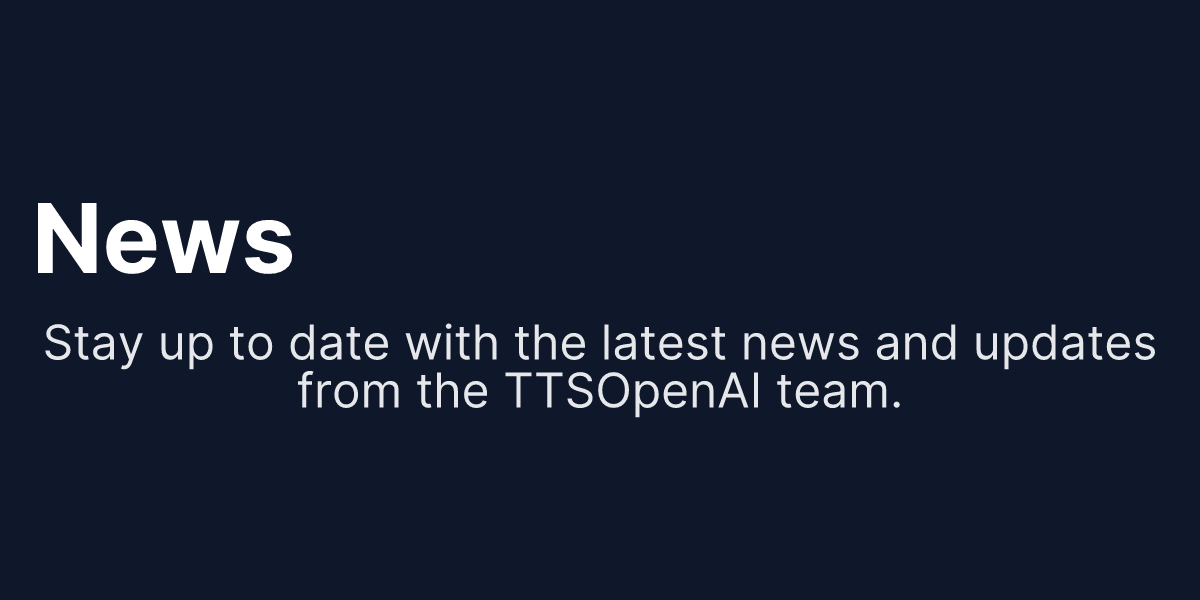 News
Stay up to date with the latest news and updates
from the TTSOpenAI team.